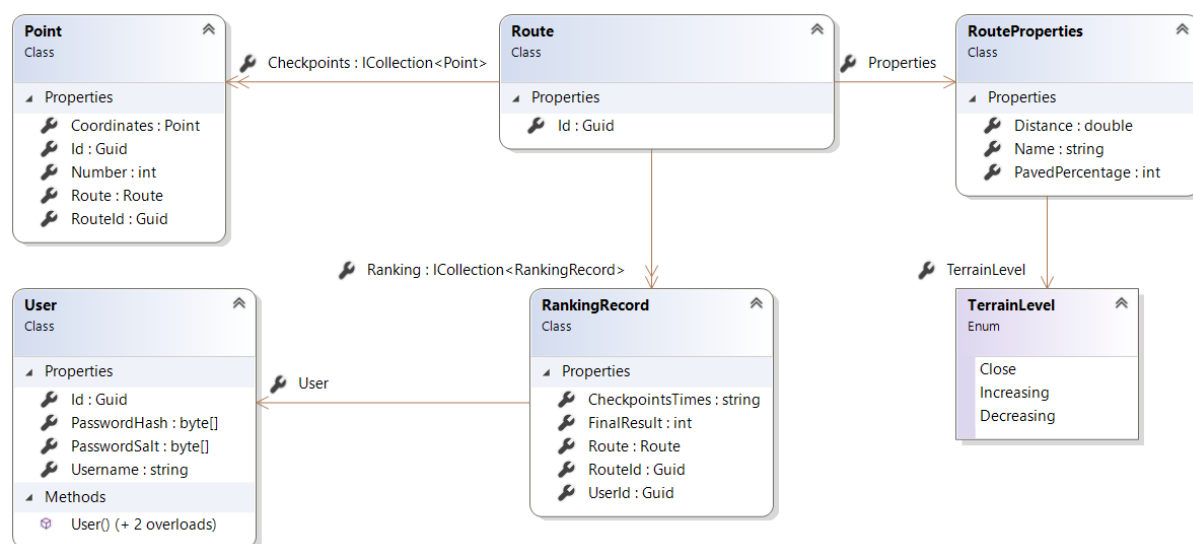 Point
Class
Properties
Coordinates : Point
Id : Guid
Number : int
Route : Route
RouteId : Guid
Checkpoints : ICollection<Point>
Route
Class
Properties
Id : Guid
Properties
RouteProperties
Class
Properties
Distance : double
Name : string
PavedPercentage : int
Ranking : ICollection<RankingRecord>
TerrainLevel
User
Class
Properties
Id : Guid
PasswordHash : byte[]
PasswordSalt : byte[]
Username : string
Methods
User() (+ 2 overloads)
User
RankingRecord
Class
Properties
CheckpointsTimes : string
FinalResult : int
Route : Route
RouteId : Guid
UserId : Guid
TerrainLevel
Enum
Close
Increasing
Decreasing